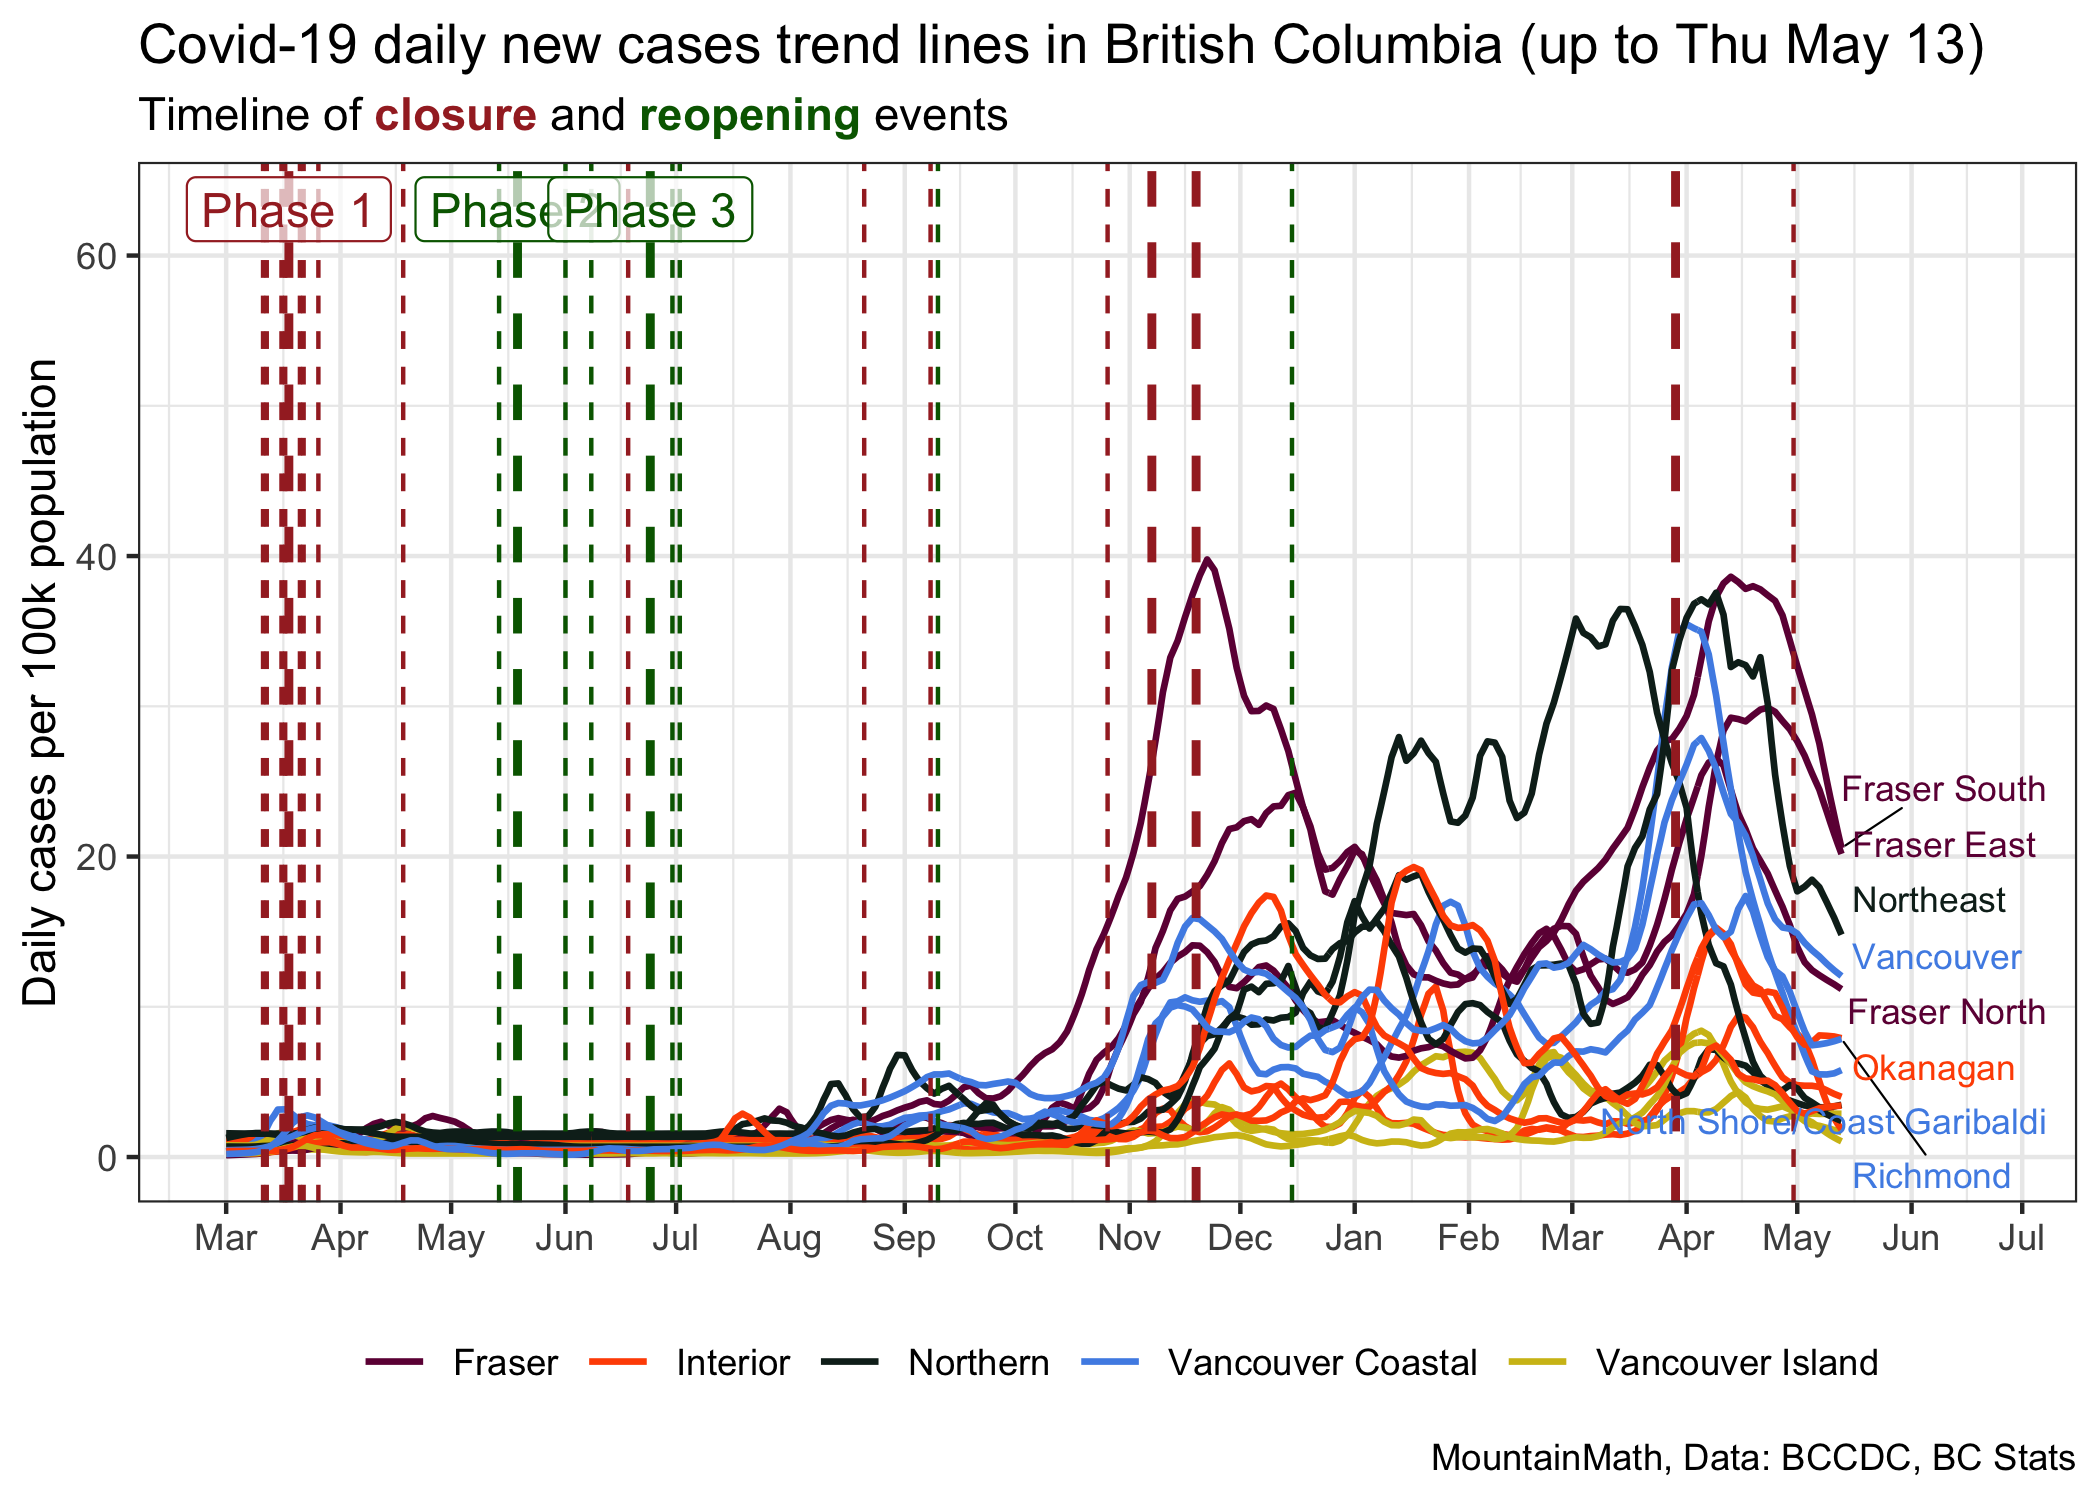 Covid-19 daily new cases trend lines in British Columbia (up to Thu May 13)
Timeline of closure and reopening events
Phase 1
Phase 2
Phase 3
Daily cases per 100k population
60
40
20
0
Fraser South
Fraser East
Northeast
Vancouver
Fraser North
Okanagan
North Shore/Coast Garibaldi
Richmond
Mar Apr May Jun Jul Aug Sep Oct Nov Dec Jan Feb Mar Apr May Jun Jul
Fraser Interior Northern Vancouver Coastal Vancouver Island
MountainMath, Data: BCCDC, BC Stats